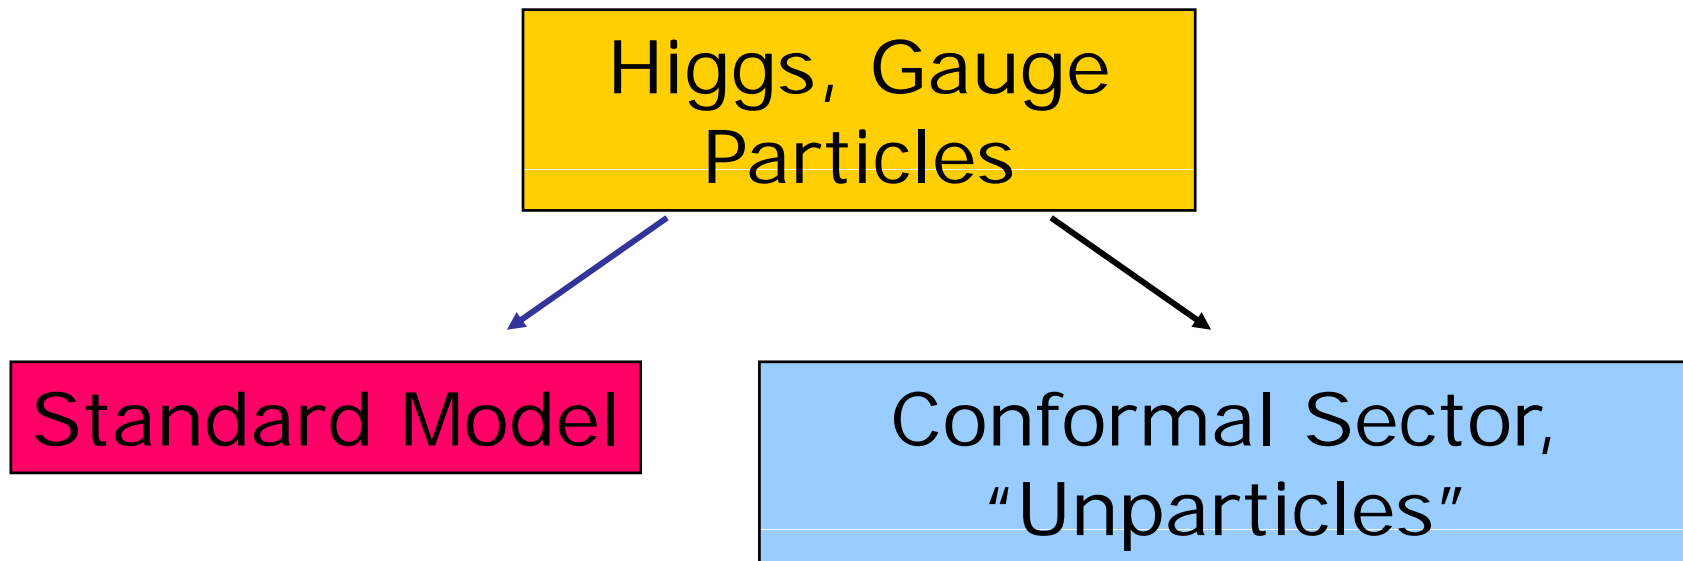 Higgs, Gauge
Particles
Standard Model
Conformal Sector,
“Unparticles”